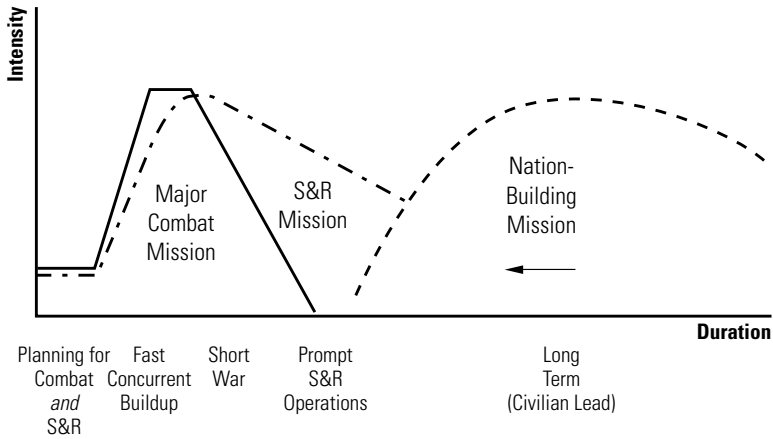 Intensity
Major
Combat
Mission
S&R
Mission
Nation-
Building
Mission
Duration
Planning for
Combat
and
S&R
Fast
Concurrent
Buildup
Short
War
Prompt
S&R
Operations
Long
Term
(Civilian Lead)